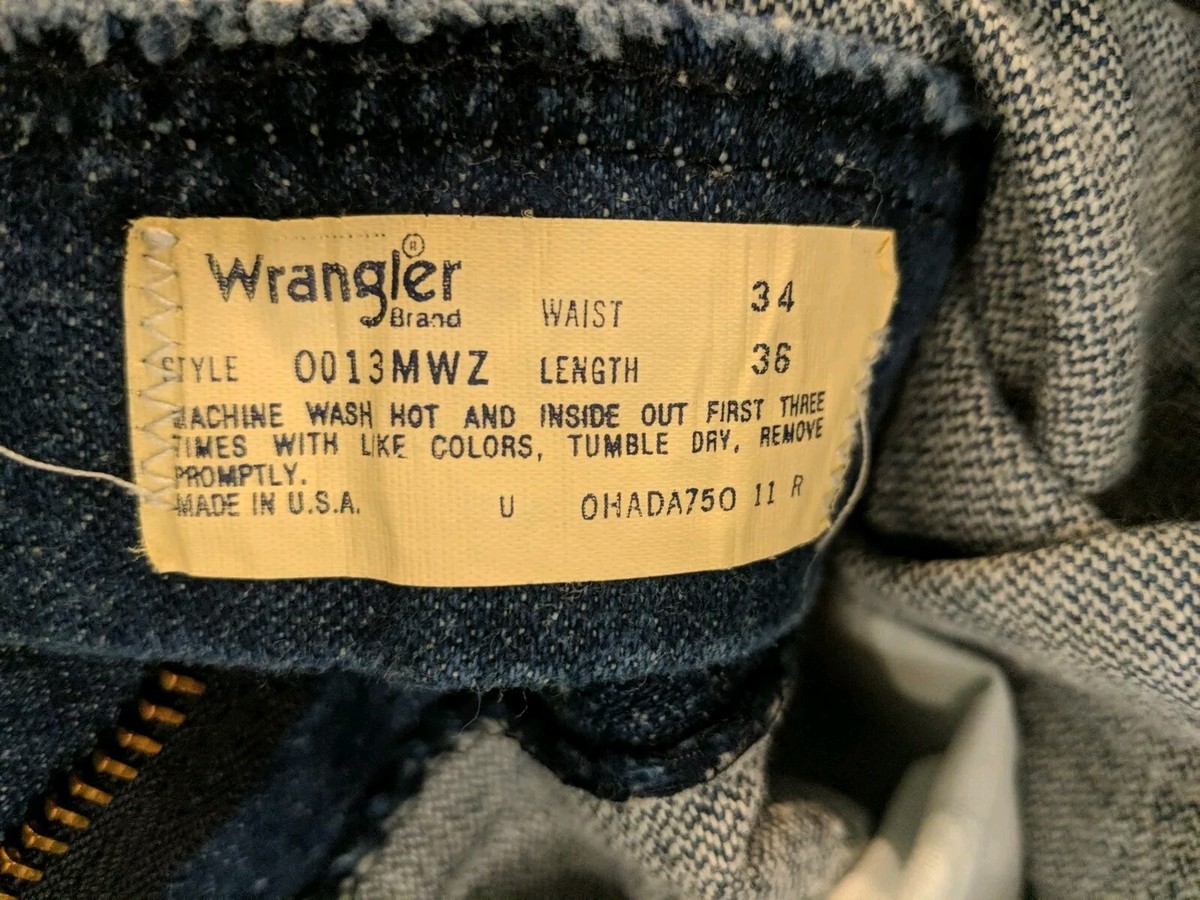 Wrangler®
Brand
WAIST 34
STYLE 0013MWZ LENGTH 36
MACHINE WASH HOT AND INSIDE OUT FIRST THREE
TIMES WITH LIKE COLORS, TUMBLE DRY, REMOVE
PROMPTLY.
MADE IN U.S.A. U OHADA750 11 R